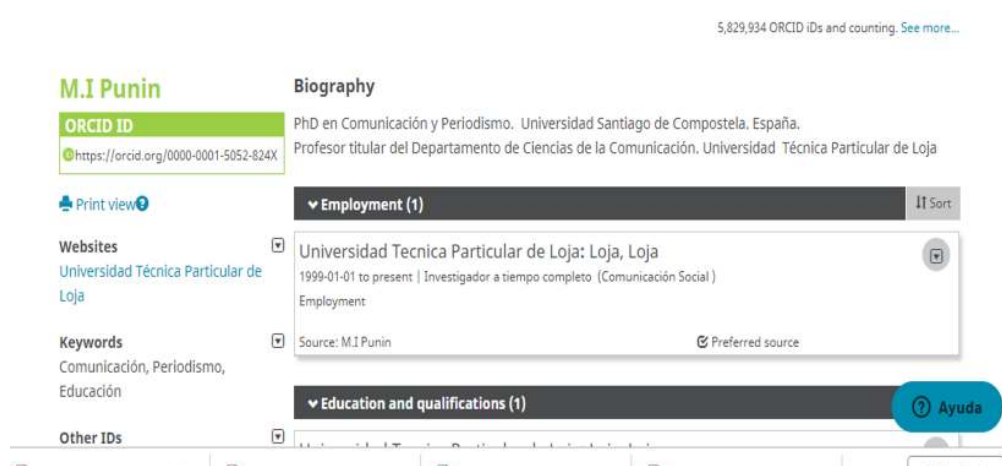 5,829,934 ORCID iDs and counting. See more...
M.I Punin
ORCID ID
https://orcid.org/0000-0001-5052-824X
Print view
Websites
Universidad Técnica Particular de
Loja
Keywords
Comunicación, Periodismo,
Educación
Other IDs
Biography
PhD en Comunicación y Periodismo. Universidad Santiago de Compostela. España.
Profesor titular del Departamento de Ciencias de la Comunicación. Universidad Técnica Particular de Loja
Employment (1)
Sort
Universidad Tecnica Particular de Loja: Loja, Loja
1999-01-01 to present | Investigador a tiempo completo (Comunicación Social )
Employment
Source: M.I Punin
Preferred source
Education and qualifications (1)
Ayuda